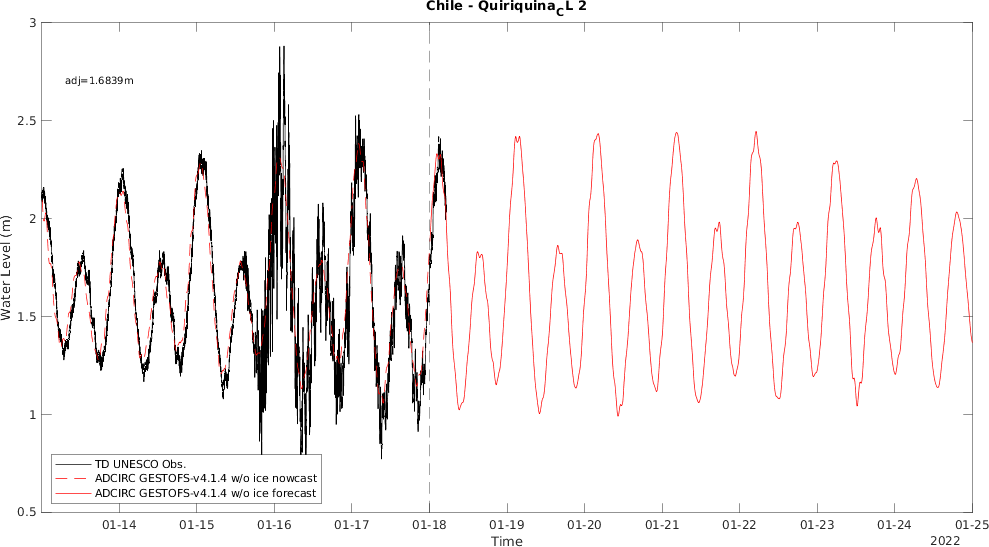 Chile - Quiriquina_CL 2
3
adj=1.6839m
2.5
2
Water Level (m)
1.5
1
TD UNESCO Obs.
ADCIRC GESTOFS-v4.1.4 w/o ice nowcast
ADCIRC GESTOFS-v4.1.4 w/o ice forecast
0.5
01-14 01-15 01-16 01-17 01-18 01-19 01-20 01-21 01-22 01-23 01-24 01-25
Time
2022